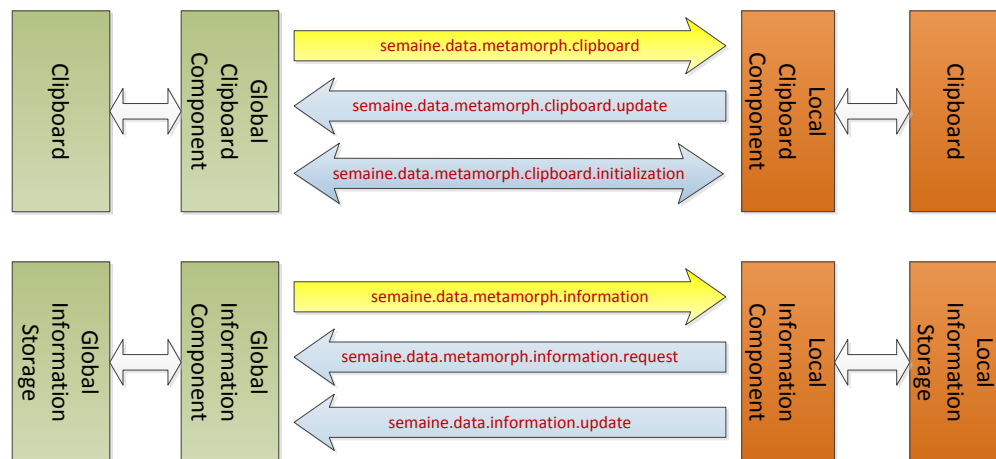 Clipboard
Global
Clipboard
Component
semaine.data.metamorph.clipboard
semaine.data.metamorph.clipboard.update
semaine.data.metamorph.clipboard.initialization
Local
Clipboard
Component
Clipboard
Global
Information
Storage
Global
Information
Component
semaine.data.metamorph.information
semaine.data.metamorph.information.request
semaine.data.information.update
Local
Information
Component
Local
Information
Storage